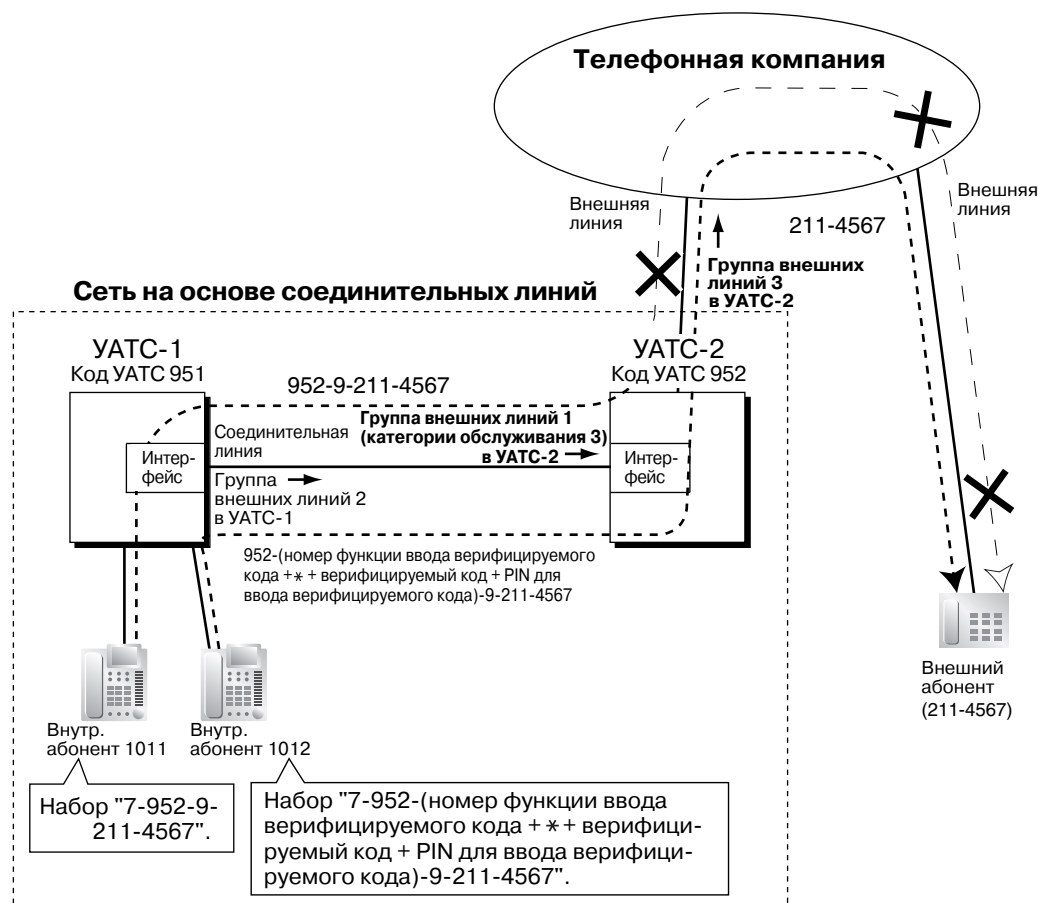 Телефонная компания
Внешняя
линия
211-4567
Внешняя
линия
Группа внешних
линий 3
в УАТС-2
Сеть на основе соединительных линий
УАТС-1
Код УАТС 951
УАТС-2
Код УАТС 952
952-9-211-4567
Группа внешних линий 1
(категории обслуживания 3)
в УАТС-2
Соединительная
линия
Интер-
фейс
Интер-
фейс
Группа
внешних линий 2
в УАТС-1
952-(номер функции ввода верифицируемого
кода +* + верифицируемый код + PIN для
ввода верифицируемого кода)-9-211-4567
Внутр.
абонент 1011
Внутр.
абонент 1012
Внешний
абонент
(211-4567)
Набор "7-952-9-
211-4567".
Набор "7-952-(номер функции ввода
верифицируемого кода + * + верифици-
руемый код + PIN для ввода верифици-
руемого кода)-9-211-4567".